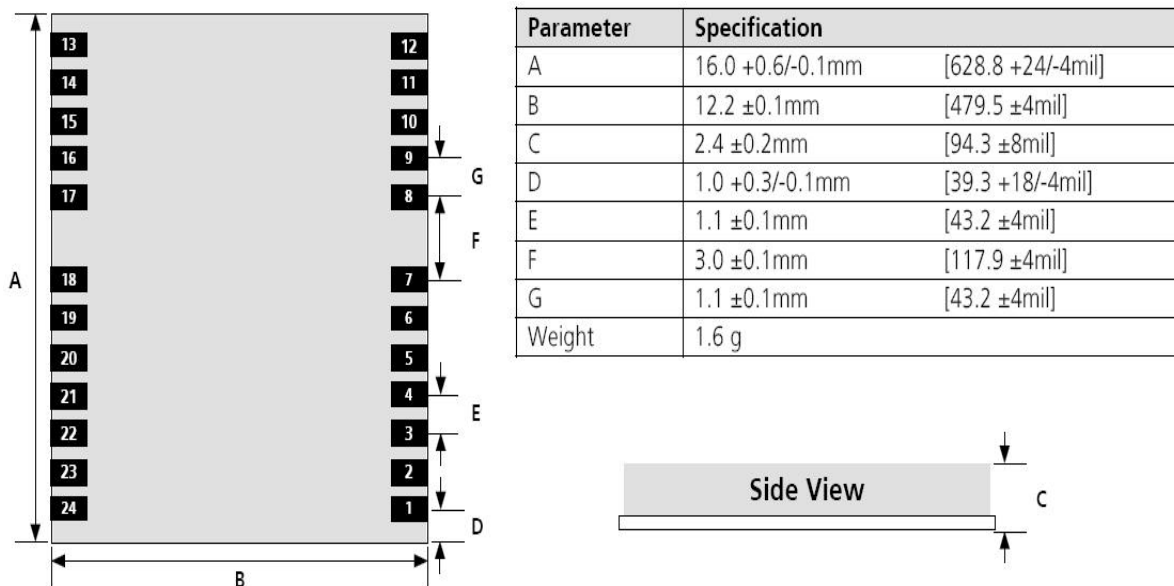 13 12
14 11
15 10
16 9
G
17 8
F
A
18 7
19 6
20 5
21 4
E
22 3
23 2
24 1
D
B
Parameter Specification
A 16.0 +0.6/-0.1mm [628.8 +24/-4mil]
B 12.2 ±0.1mm [479.5 ±4mil]
C 2.4 ±0.2mm [94.3 ±8mil]
D 1.0 +0.3/-0.1mm [39.3 +18/-4mil]
E 1.1 ±0.1mm [43.2 ±4mil]
F 3.0 ±0.1mm [117.9 ±4mil]
G 1.1 ±0.1mm [43.2 ±4mil]
Weight 1.6 g
Side View
C